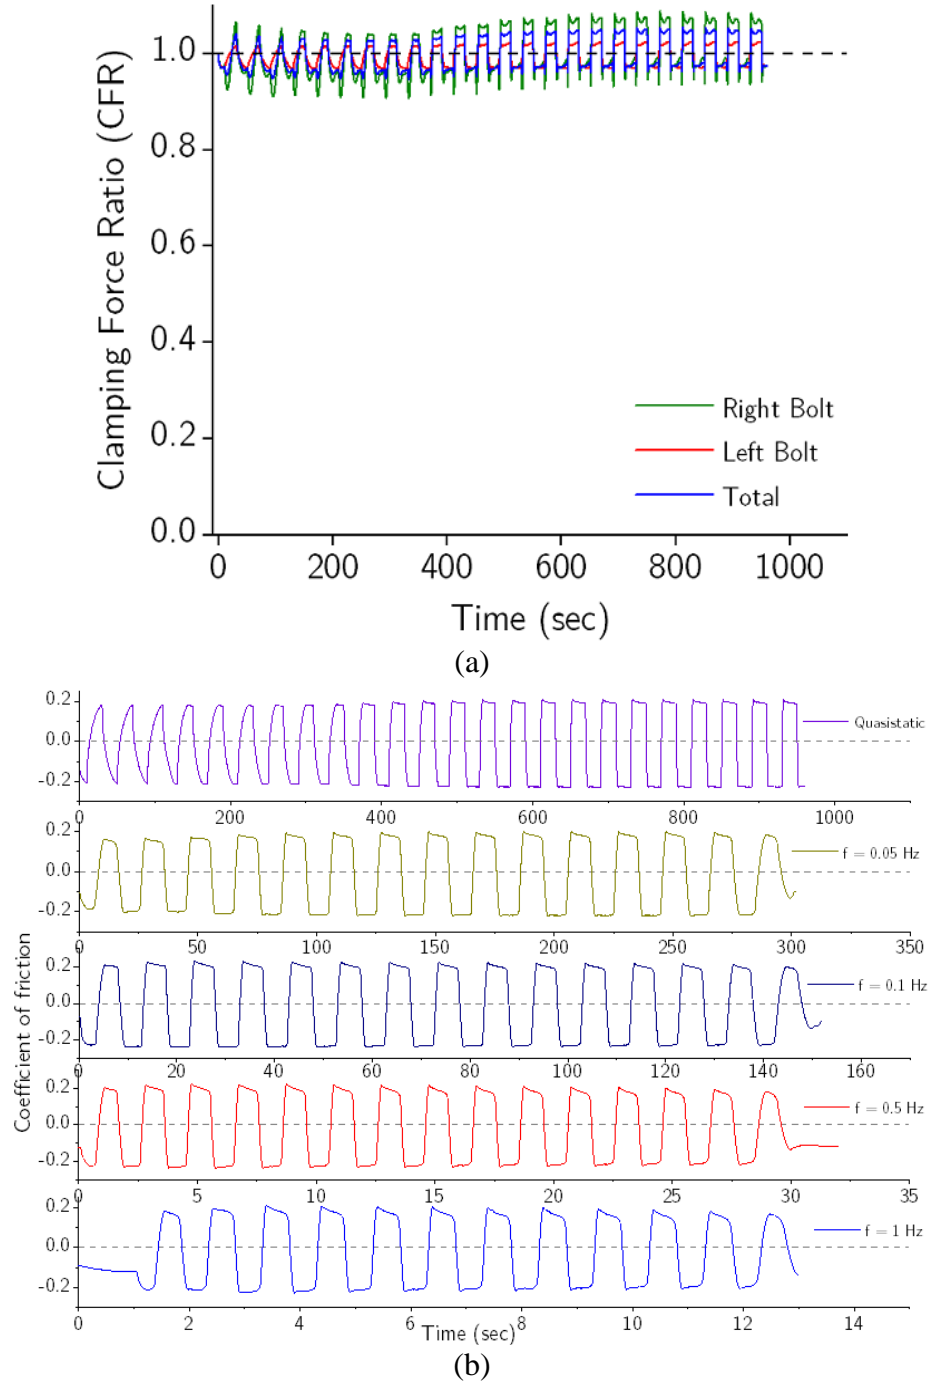 Clamping Force Ratio (CFR)
1.0
0.8
0.6
0.4
0.2
0.0
Right Bolt
Left Bolt
Total
0 200 400 600 800 1000
Time (sec)
(a)
Coefficient of friction
0.2
0.0
-0.2
Quasistatic
0 200 400 600 800 1000
0.2
0.0
-0.2
f = 0.05 Hz
0 50 100 150 200 250 300 350
0.2
0.0
-0.2
f = 0.1 Hz
0 20 40 60 80 100 120 140 160
0.2
0.0
-0.2
f = 0.5 Hz
0 5 10 15 20 25 30 35
0.2
0.0
-0.2
f = 1 Hz
0 2 4 6 8 10 12 14
Time (sec)
(b)